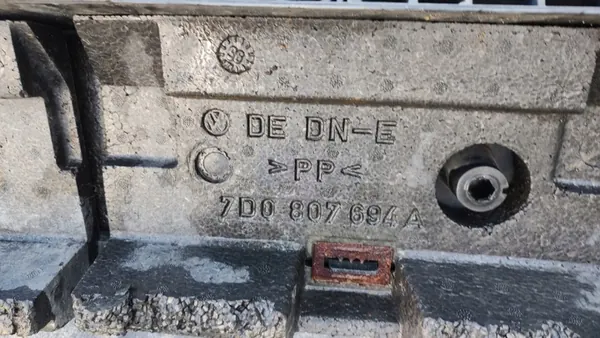 DE DN-E
>PP<
7D0 807 694 A